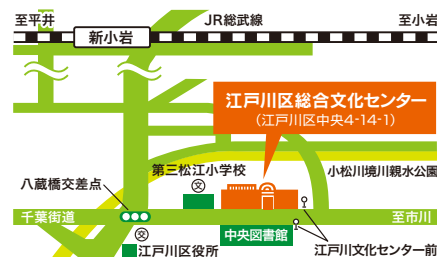 至平井
JR総武線
至小岩
新小岩
江戸川区総合文化センター
(江戸川区中央4-14-1)
第三松江小学校
小松川境川親水公園
八蔵橋交差点
文
千葉街道
至市川
文
中央図書館
江戸川区役所
江戸川文化センター前